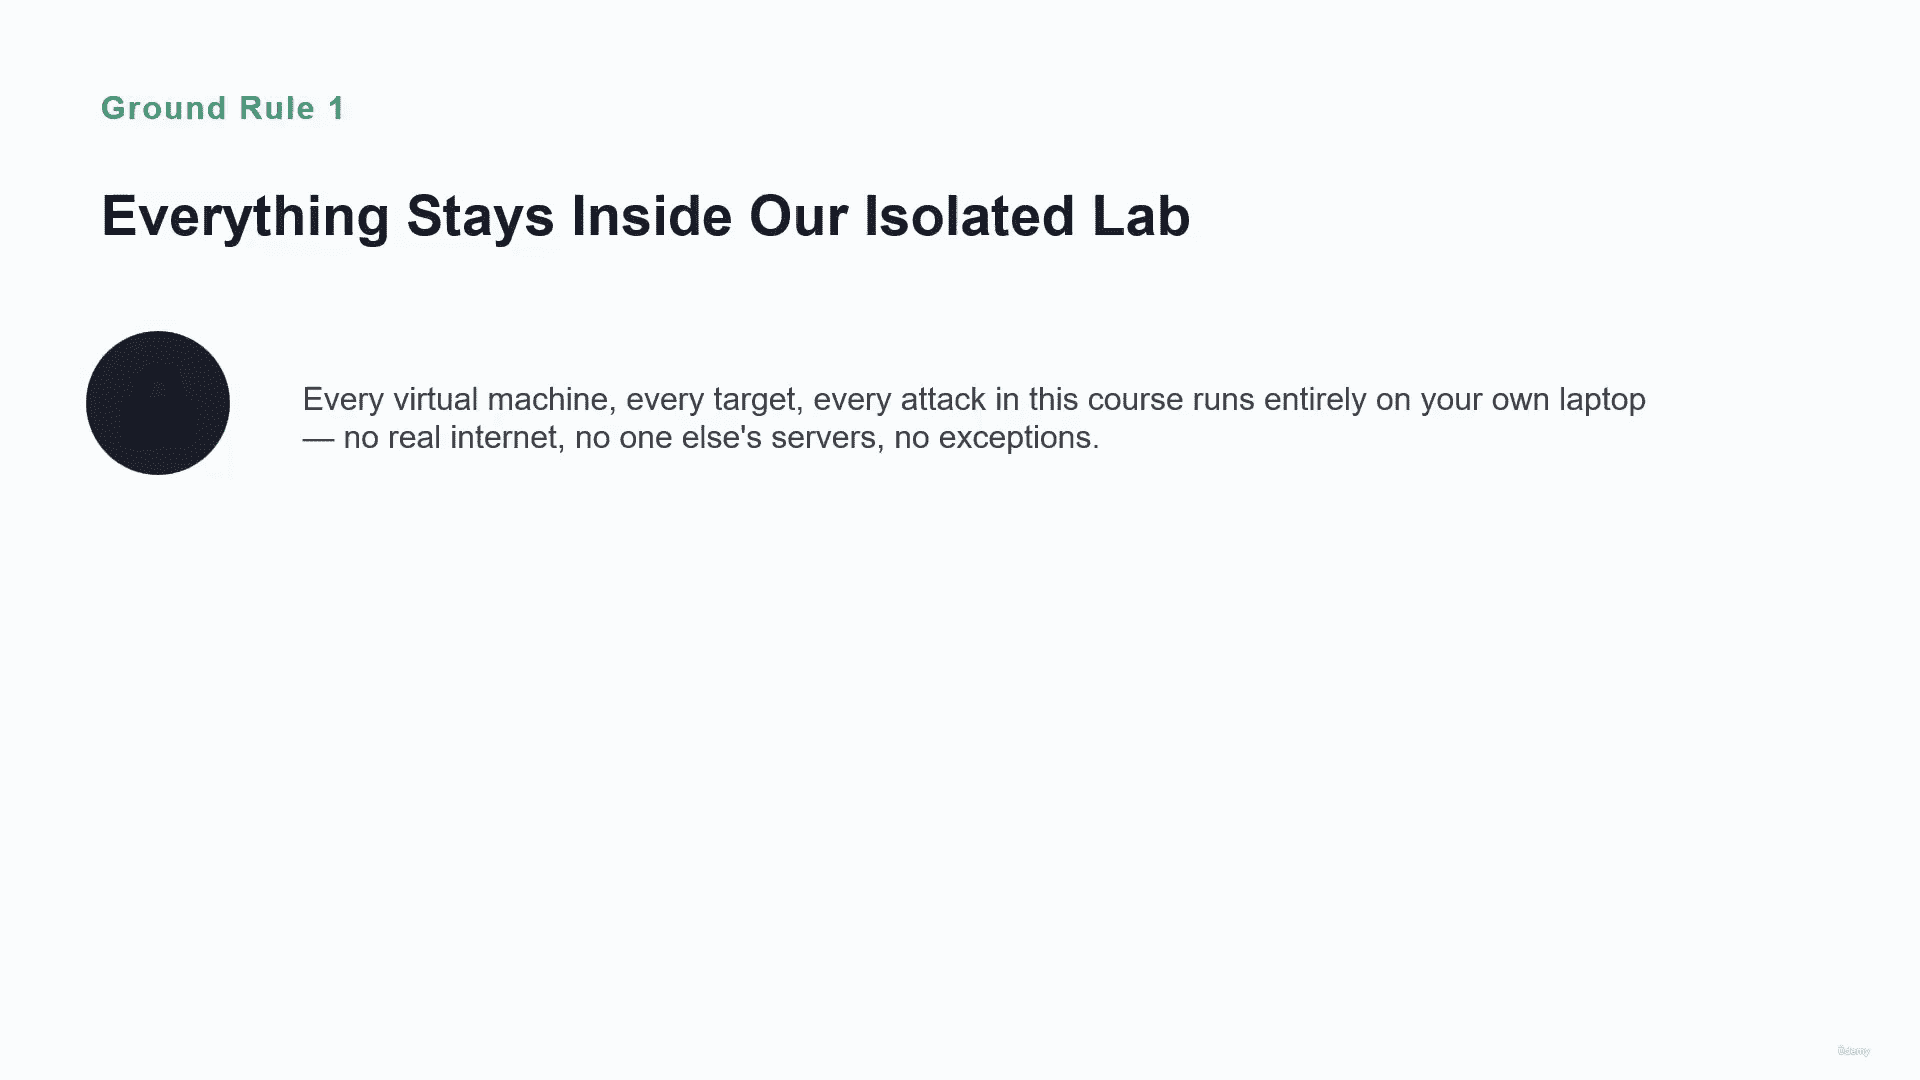 Ground Rule 1
Everything Stays Inside Our Isolated Lab
Every virtual machine, every target, every attack in this course runs entirely on your own laptop
— no real internet, no one else's servers, no exceptions.
ûdemy